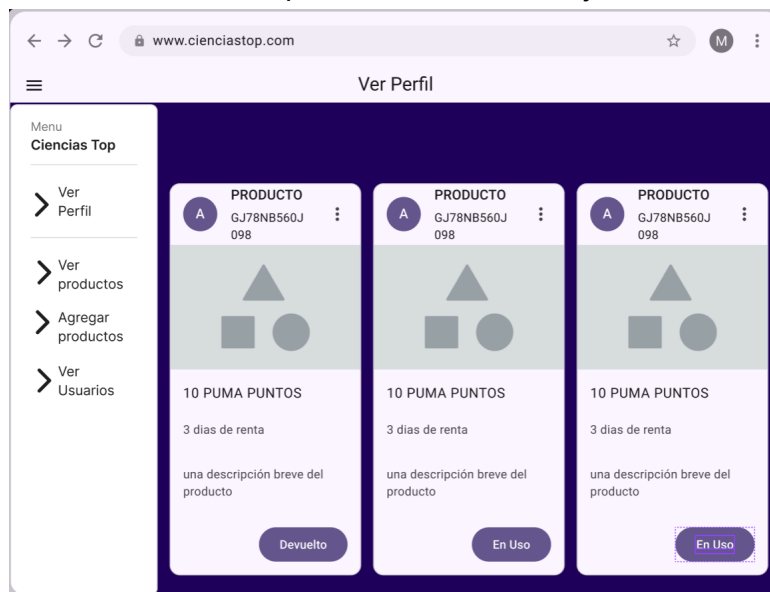 www.cienciastop.com
M
Ver Perfil
Menu
Ciencias Top
Ver
Perfil
Ver
productos
Agregar
productos
Ver
Usuarios
A
PRODUCTO
GJ78NB560J
098
10 PUMA PUNTOS
3 dias de renta
una descripción breve del
producto
Devuelto
A
PRODUCTO
GJ78NB560J
098
10 PUMA PUNTOS
3 dias de renta
una descripción breve del
producto
En Uso
A
PRODUCTO
GJ78NB560J
098
10 PUMA PUNTOS
3 dias de renta
una descripción breve del
producto
En Uso